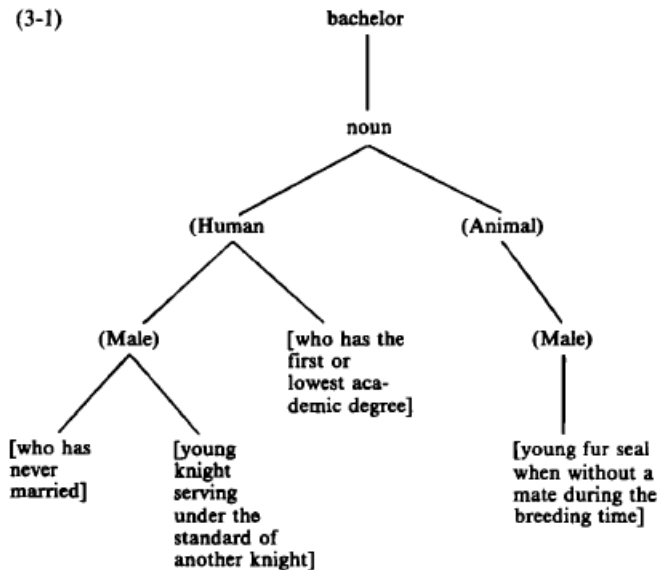 (3-1)
bachelor
noun
(Human
(Animal)
(Male)
[who has the
first or
lowest aca-
demic degree]
(Male)
[who has
never
married]
[young
knight
serving
under the
standard of
another knight]
[young fur seal
when without a
mate during the
breeding time]